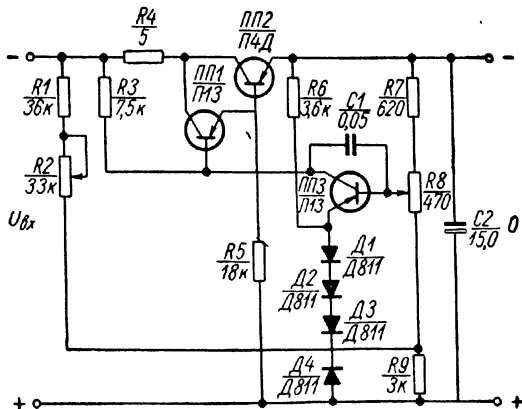 R4
5
ПП2
П4Д
R1
36к
R3
7,5к
ПП1
П13
R6
3,6к
R7
620
C1
0,05
R2
33к
ПП3
П13
R8
470
Uвх
R5
18к
Д1
Д811
C2
15,0
О
Д2
Д811
Д3
Д811
Д4
Д811
R9
3к